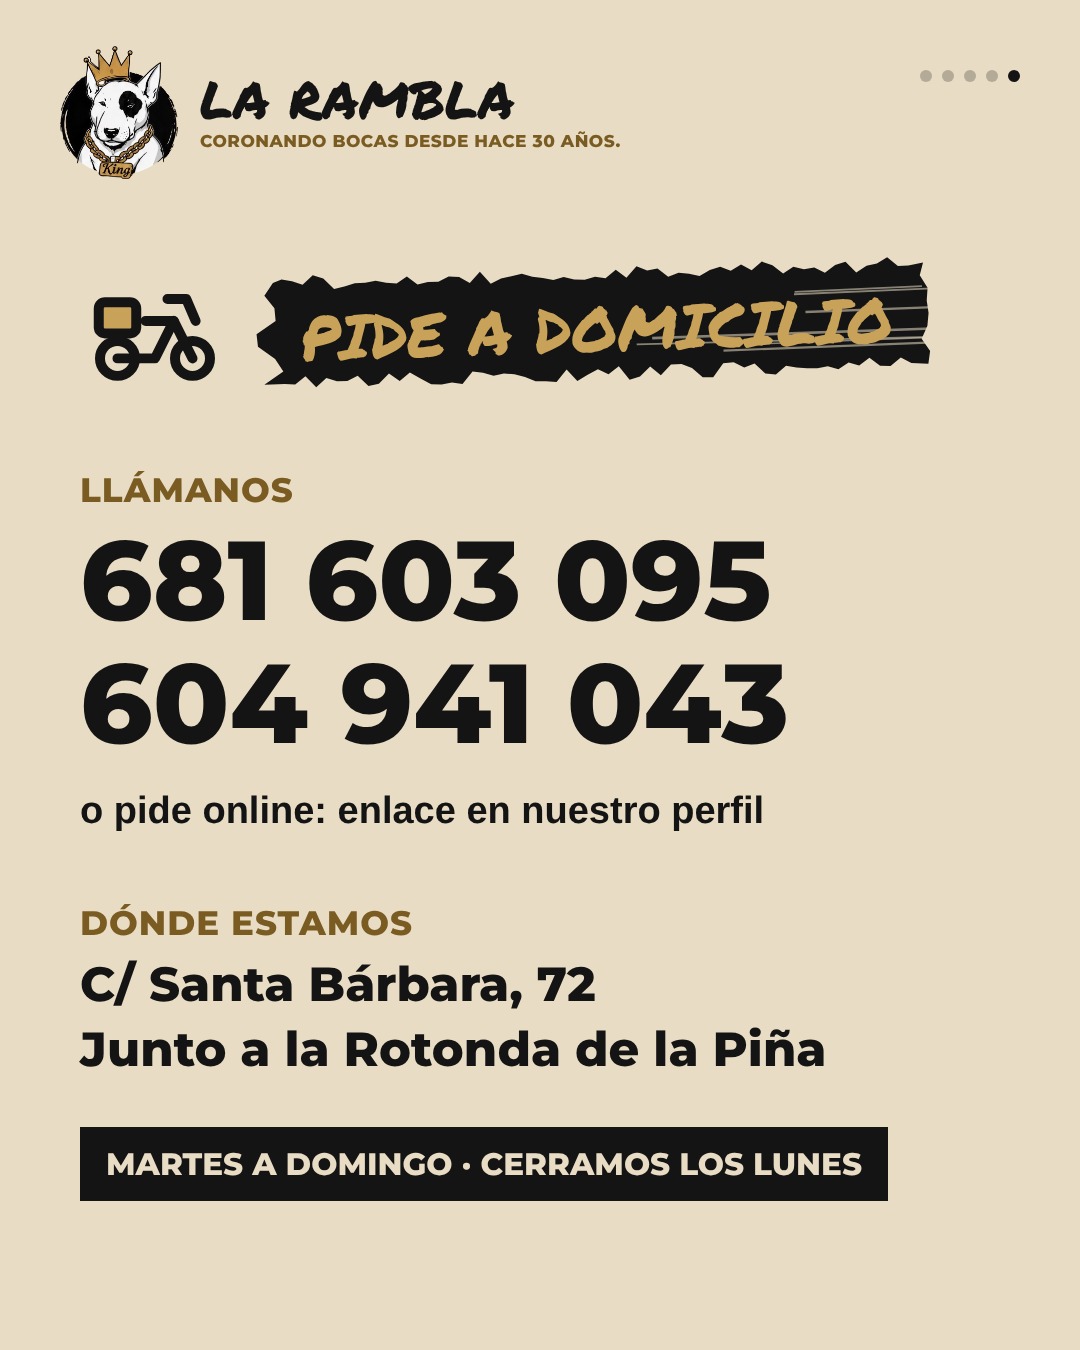 LA RAMBLA
CORONANDO BOCAS DESDE HACE 30 AÑOS.
King
PIDE A DOMICILIO
LLÁMANOS
681 603 095
604 941 043
o pide online: enlace en nuestro perfil
DÓNDE ESTAMOS
C/ Santa Bárbara, 72
Junto a la Rotonda de la Piña
MARTES A DOMINGO · CERRAMOS LOS LUNES